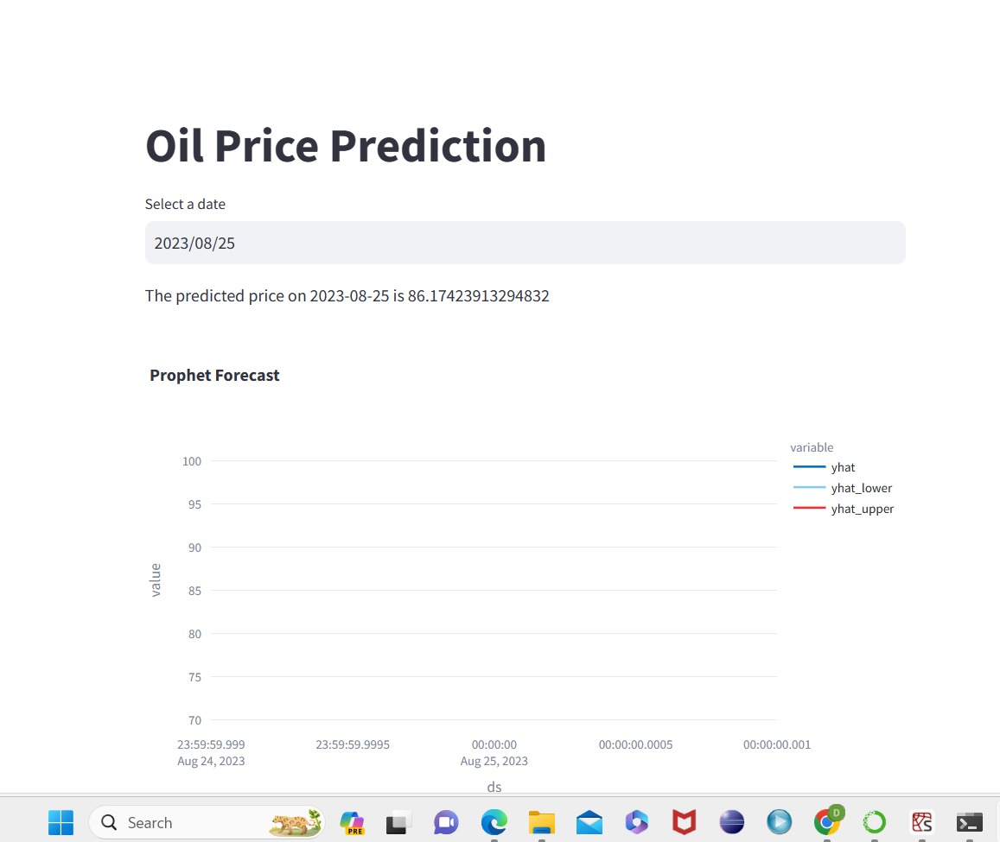 Oil Price Prediction
Select a date
2023/08/25
The predicted price on 2023-08-25 is 86.17423913294832
Prophet Forecast
variable
yhat
yhat_lower
yhat_upper
100
95
90
85
80
75
70
value
23:59:59.999 23:59:59.9995 00:00:00 00:00:00.0005 00:00:00.001
Aug 24, 2023 Aug 25, 2023
ds
Search
PRE
D